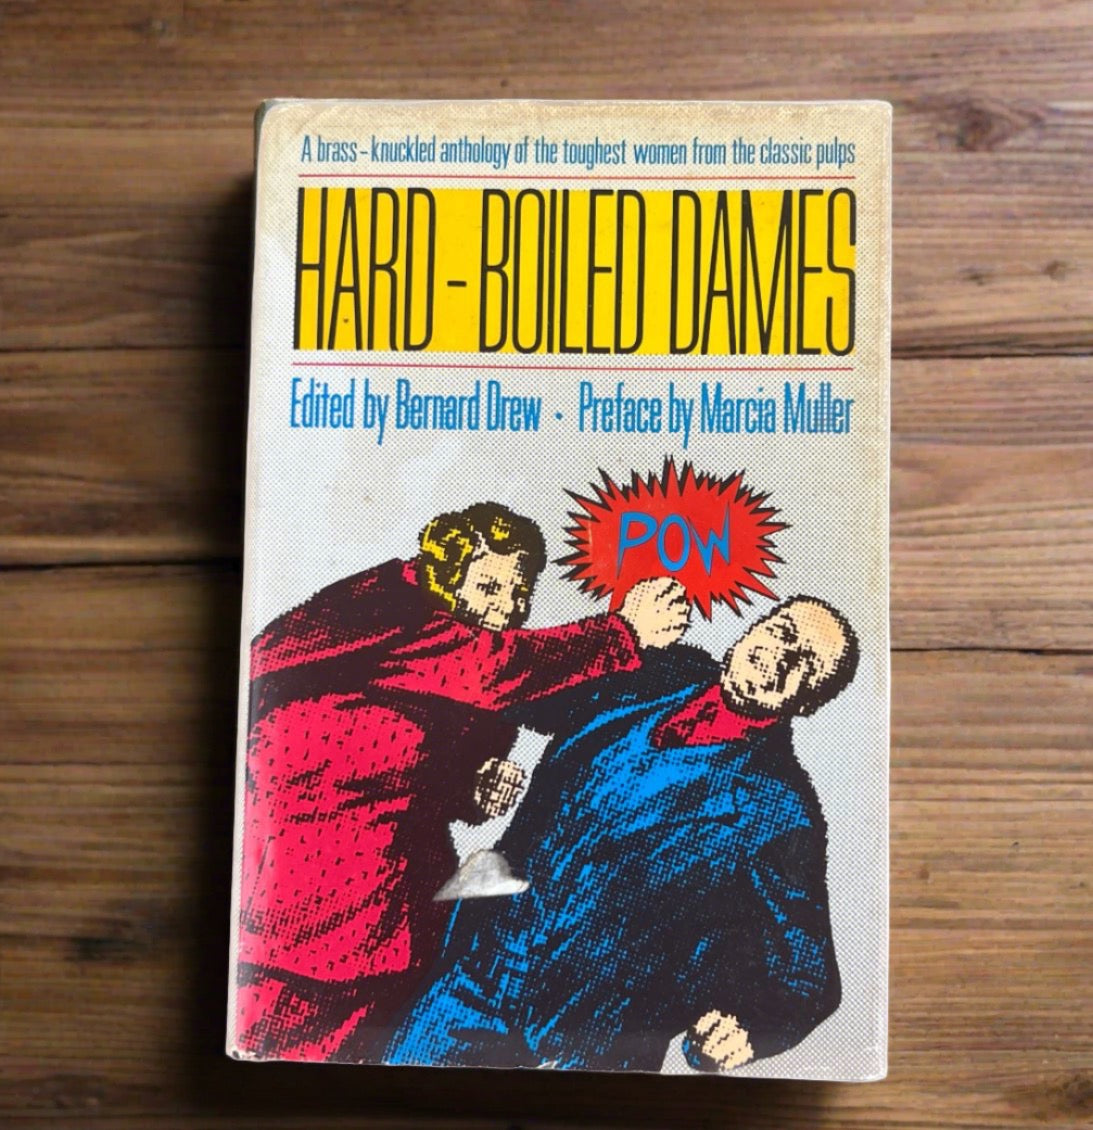 A brass-knuckled anthology of the toughest women from the classic pulps
HARD-BOILED DAMES
Edited by Bernard Drew · Preface by Marcia Muller
POW